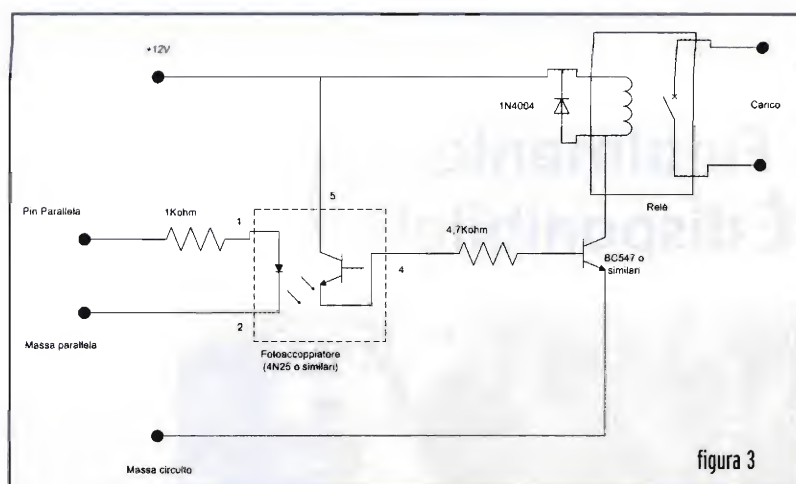 +12V
1N4004
Carico
5
Pin Parallela
1Kohm
1
4,7Kohm
Relè
4
BC547 o
similari
2
Massa parallela
Fotoaccoppiatore
(4N25 o similari)
Massa circuito
figura 3